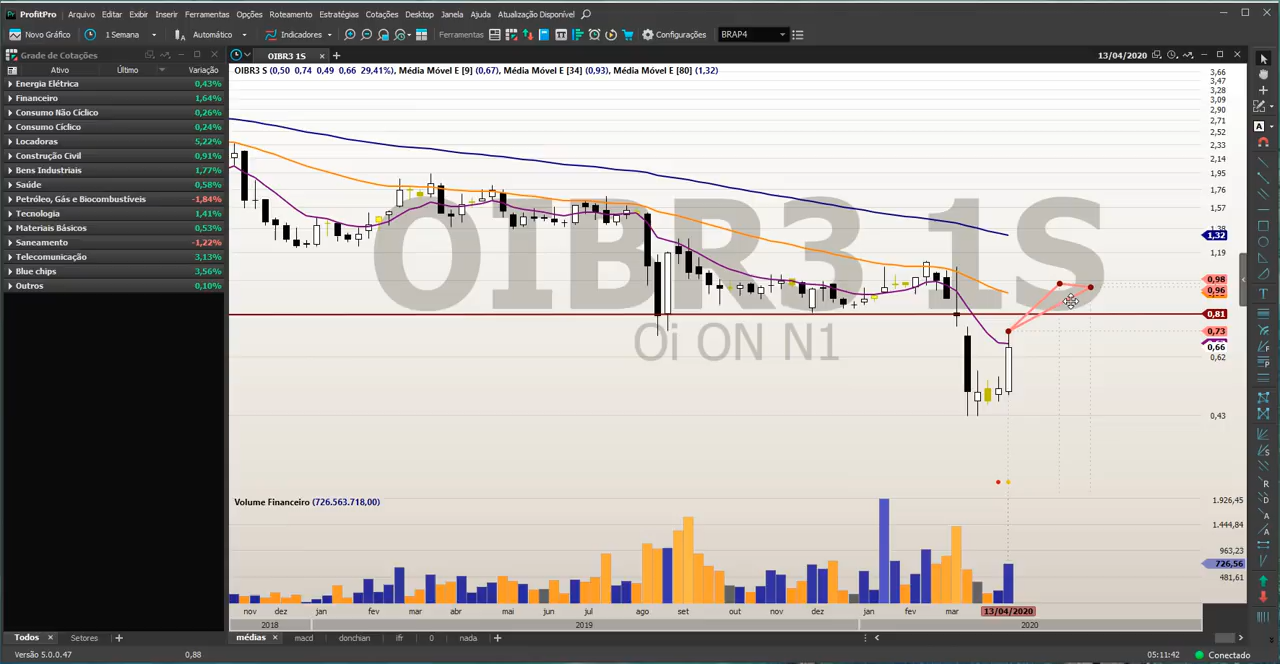 ProfitPro Arquivo Alterar Exibir Inserir Ferramentas Opções Roteamento Estratégias Cotações Desktop Janela Ajuda Atualização Disponível
Novo Gráfico 1 Semana Automático Indicadores Ferramentas Configurações BRAP4
Grade de Cotações
OIBR3 1S
13/04/2020
Ativo Último Variação
Energia Elétrica 0,43%
Financeiro 1,64%
Consumo Não Cíclico 0,26%
Consumo Cíclico 0,24%
Locadoras 5,22%
Construção Civil 0,91%
Bens Industriais 1,77%
Saúde 0,58%
Petróleo, Gás e Biocombustíveis -1,84%
Tecnologia 1,41%
Materiais Básicos 0,53%
Saneamento -1,22%
Telecomunicação 3,13%
Blue chips 3,56%
Outros 0,10%
OIBR3 S (0,50 0,74 0,49 0,66 29,41%), Média Móvel E [9] (0,67), Média Móvel E [34] (0,93), Média Móvel E [80] (1,32)
OIBR3 1S
Oi ON N1
3,66
3,47
3,28
3,09
2,90
2,71
2,52
2,33
2,14
1,95
1,76
1,57
1,38
1,32
1,19
0,98
0,96
0,81
0,73
0,66
0,62
0,43
Volume Financeiro (726.563.718,00)
1.926,45
1.444,84
963,23
726,56
481,61
nov dez jan fev mar abr mai jun jul ago set out nov dez jan fev mar 13/04/2020
2018 2019 2020
Todos Setores
médias macd donchian ifr 0 nada
Versão 5.0.0.47 0,88 05:11:42 Conectado